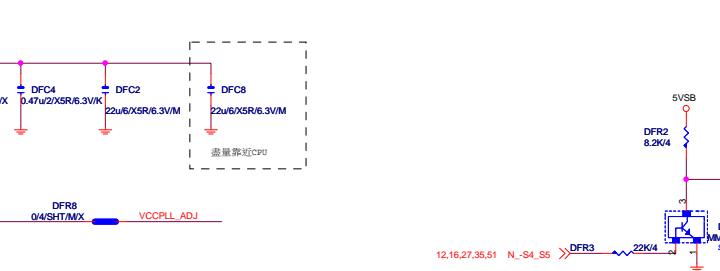 DFC4
0.47u/2/X5R/6.3V/K
/X
DFC2
22u/6/X5R/6.3V/M
DFC8
22u/6/X5R/6.3V/M
盡量靠近CPU
5VSB
DFR2
8.2K/4
DFR8
0/4/SHT/M/X
VCCPLL_ADJ
3
12,16,27,35,51 N_-S4_S5
DFR3
22K/4
2
1